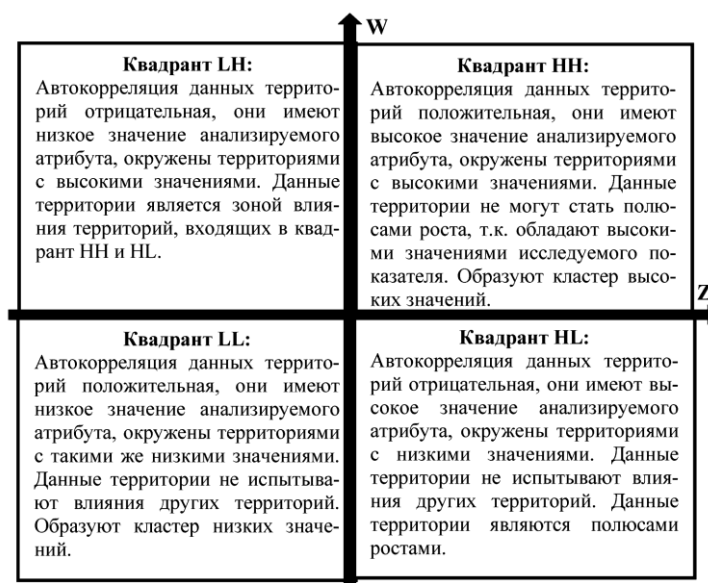 W
Квадрант LH:
Автокорреляция данных террито-
рий отрицательная, они имеют
низкое значение анализируемого
атрибута, окружены территориями
с высокими значениями. Данные
территории является зоной влия-
ния территорий, входящих в квад-
рант HH и HL.
Квадрант HH:
Автокорреляция данных террито-
рий положительная, они имеют
высокое значение анализируемого
атрибута, окружены территориями
с высокими значениями. Данные
территории не могут стать полю-
сами роста, т.к. обладают высоки-
ми значениями исследуемого по-
казателя. Образуют кластер высо-
ких значений.
Z
Квадрант LL:
Автокорреляция данных террито-
рий положительная, они имеют
низкое значение анализируемого
атрибута, окружены территориями
с такими же низкими значениями.
Данные территории не испытыва-
ют влияния других территорий.
Образуют кластер низких значе-
ний.
Квадрант HL:
Автокорреляция данных террито-
рий отрицательная, они имеют вы-
сокое значение анализируемого
атрибута, окружены территориями
с низкими значениями. Данные
территории не испытывают влия-
ния других территорий. Данные
территории являются полюсами
ростами.